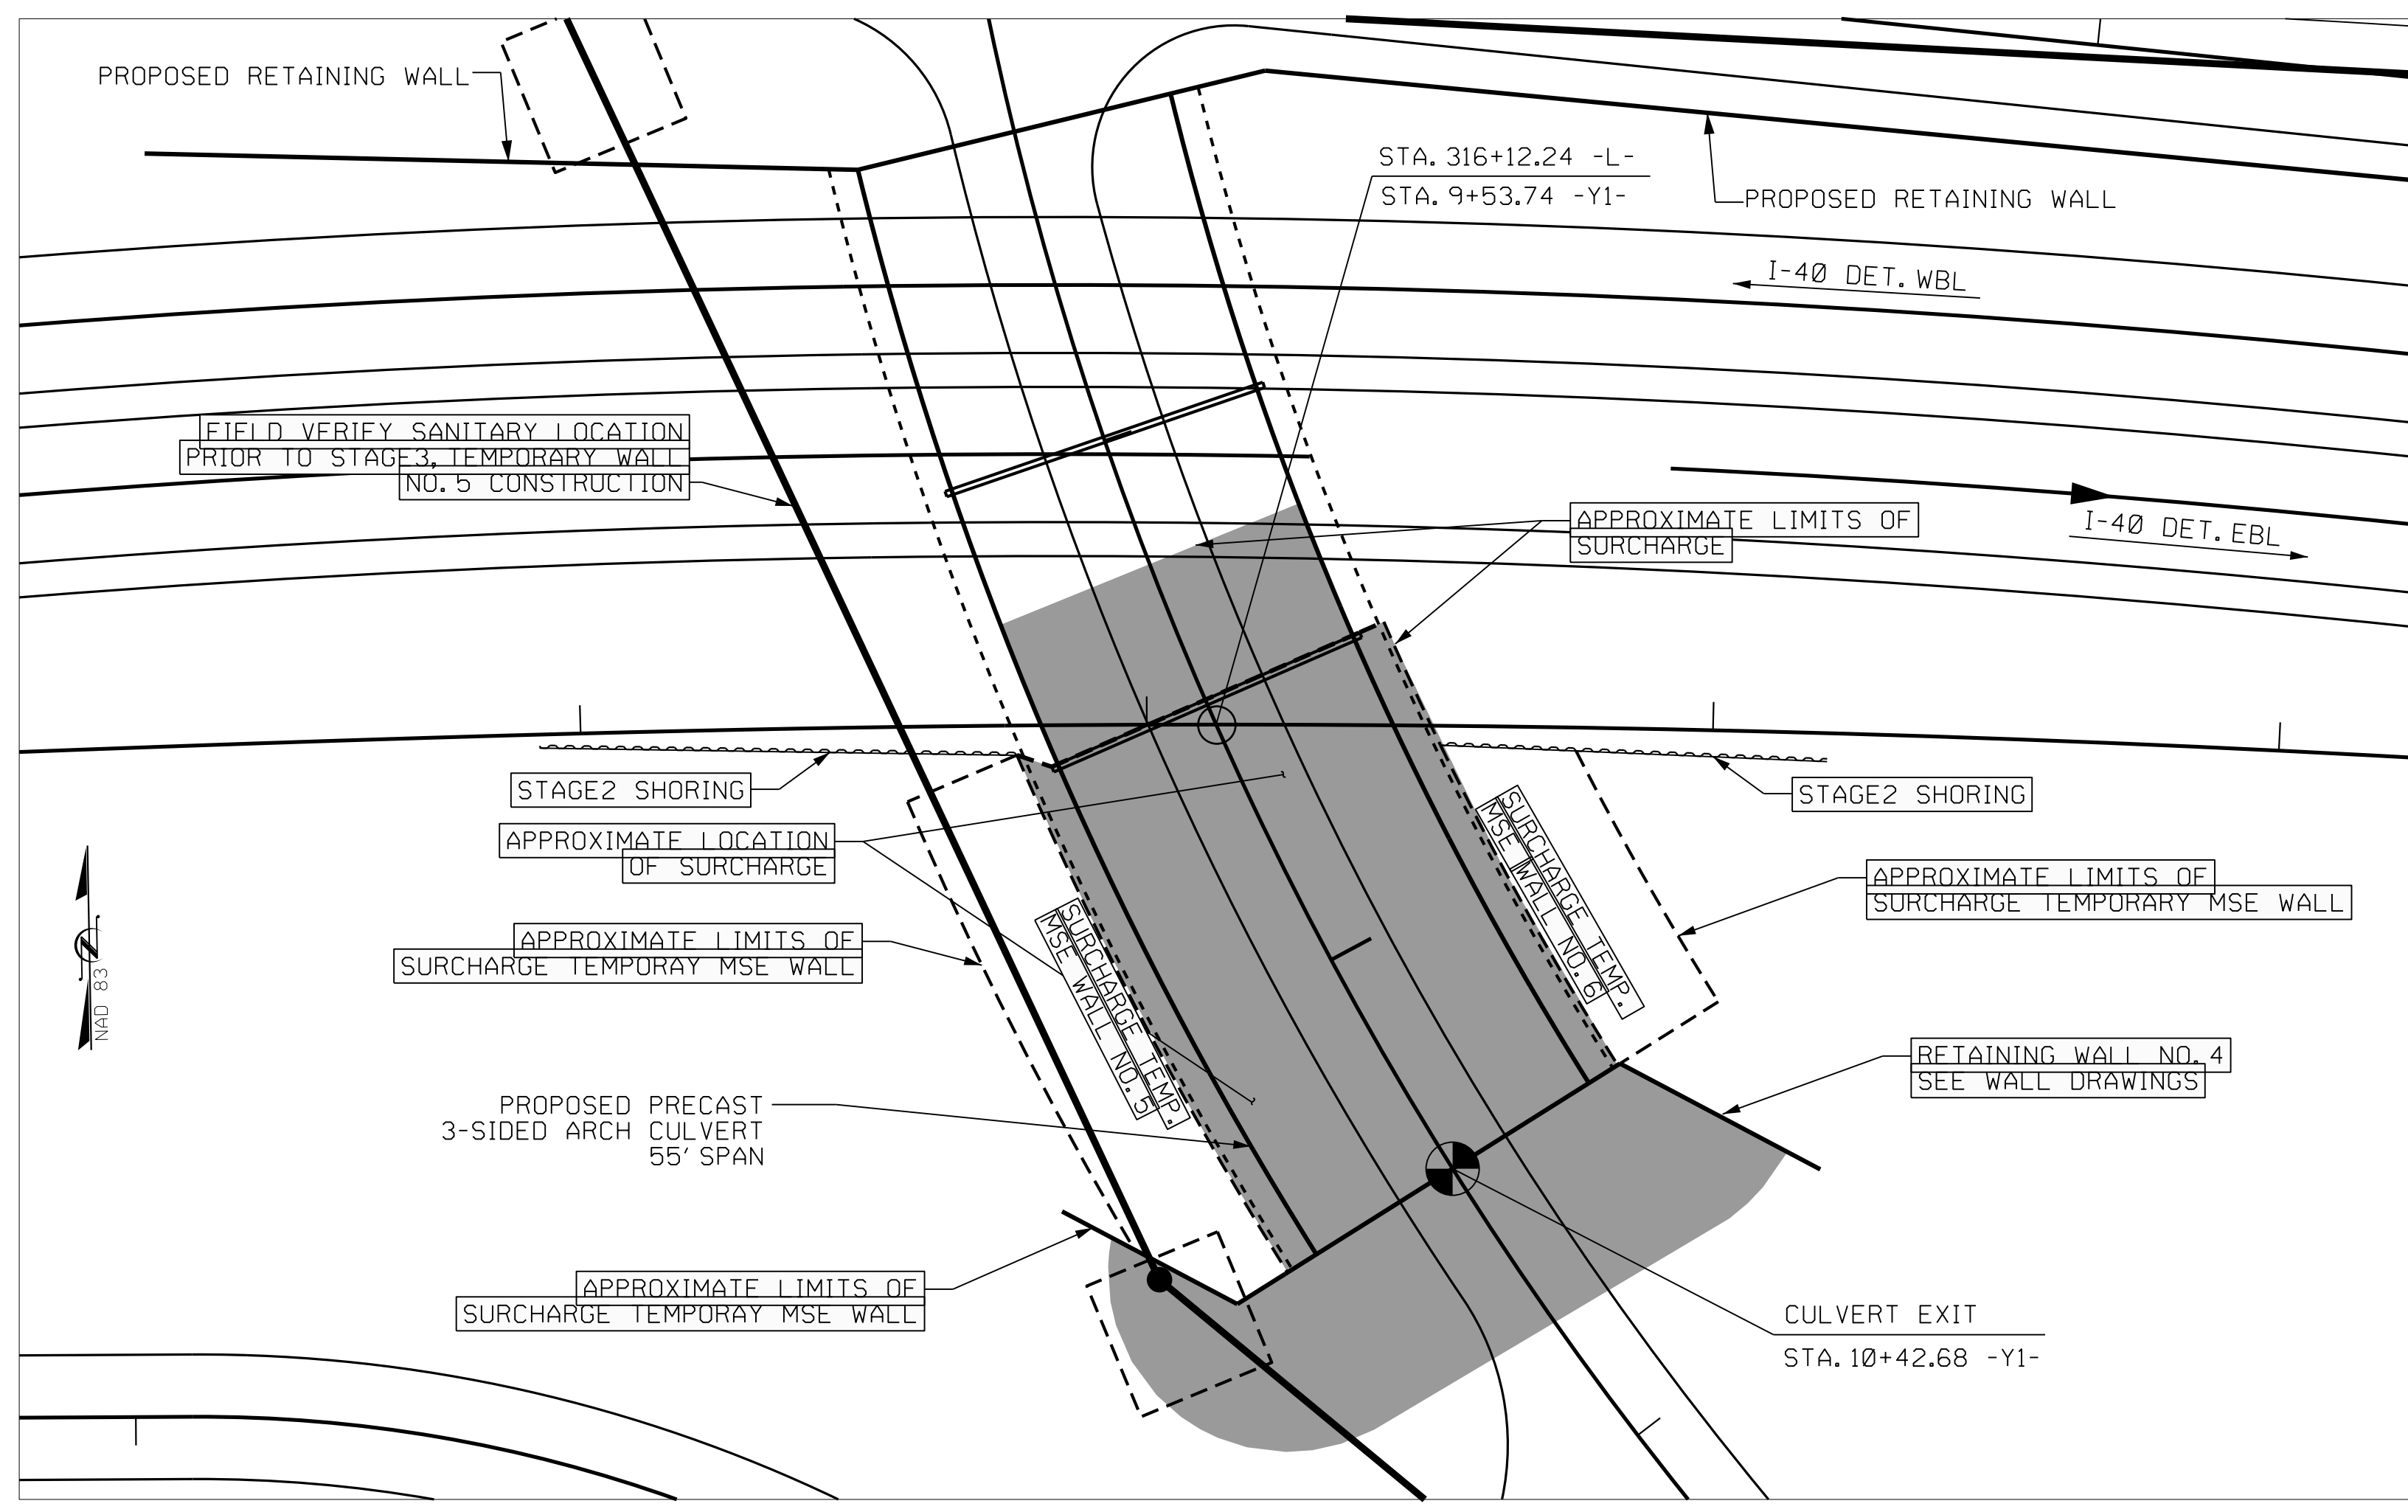 PROPOSED RETAINING WALL
STA. 316+12.24 -L-
STA. 9+53.74 -Y1-
PROPOSED RETAINING WALL
I-40 DET. WBL
FIELD VERIFY SANITARY LOCATION
PRIOR TO STAGE3, TEMPORARY WALL
NO. 5 CONSTRUCTION
APPROXIMATE LIMITS OF
SURCHARGE
I-40 DET. EBL
STAGE2 SHORING
STAGE2 SHORING
APPROXIMATE LOCATION
OF SURCHARGE
SURCHARGE TEMP.
MSE WALL NO. 6
APPROXIMATE LIMITS OF
SURCHARGE TEMPORARY MSE WALL
APPROXIMATE LIMITS OF
SURCHARGE TEMPORAY MSE WALL
SURCHARGE TEMP.
MSE WALL NO. 5
NAD 83
N
RETAINING WALL NO. 4
SEE WALL DRAWINGS
PROPOSED PRECAST
3-SIDED ARCH CULVERT
55' SPAN
APPROXIMATE LIMITS OF
SURCHARGE TEMPORAY MSE WALL
CULVERT EXIT
STA. 10+42.68 -Y1-